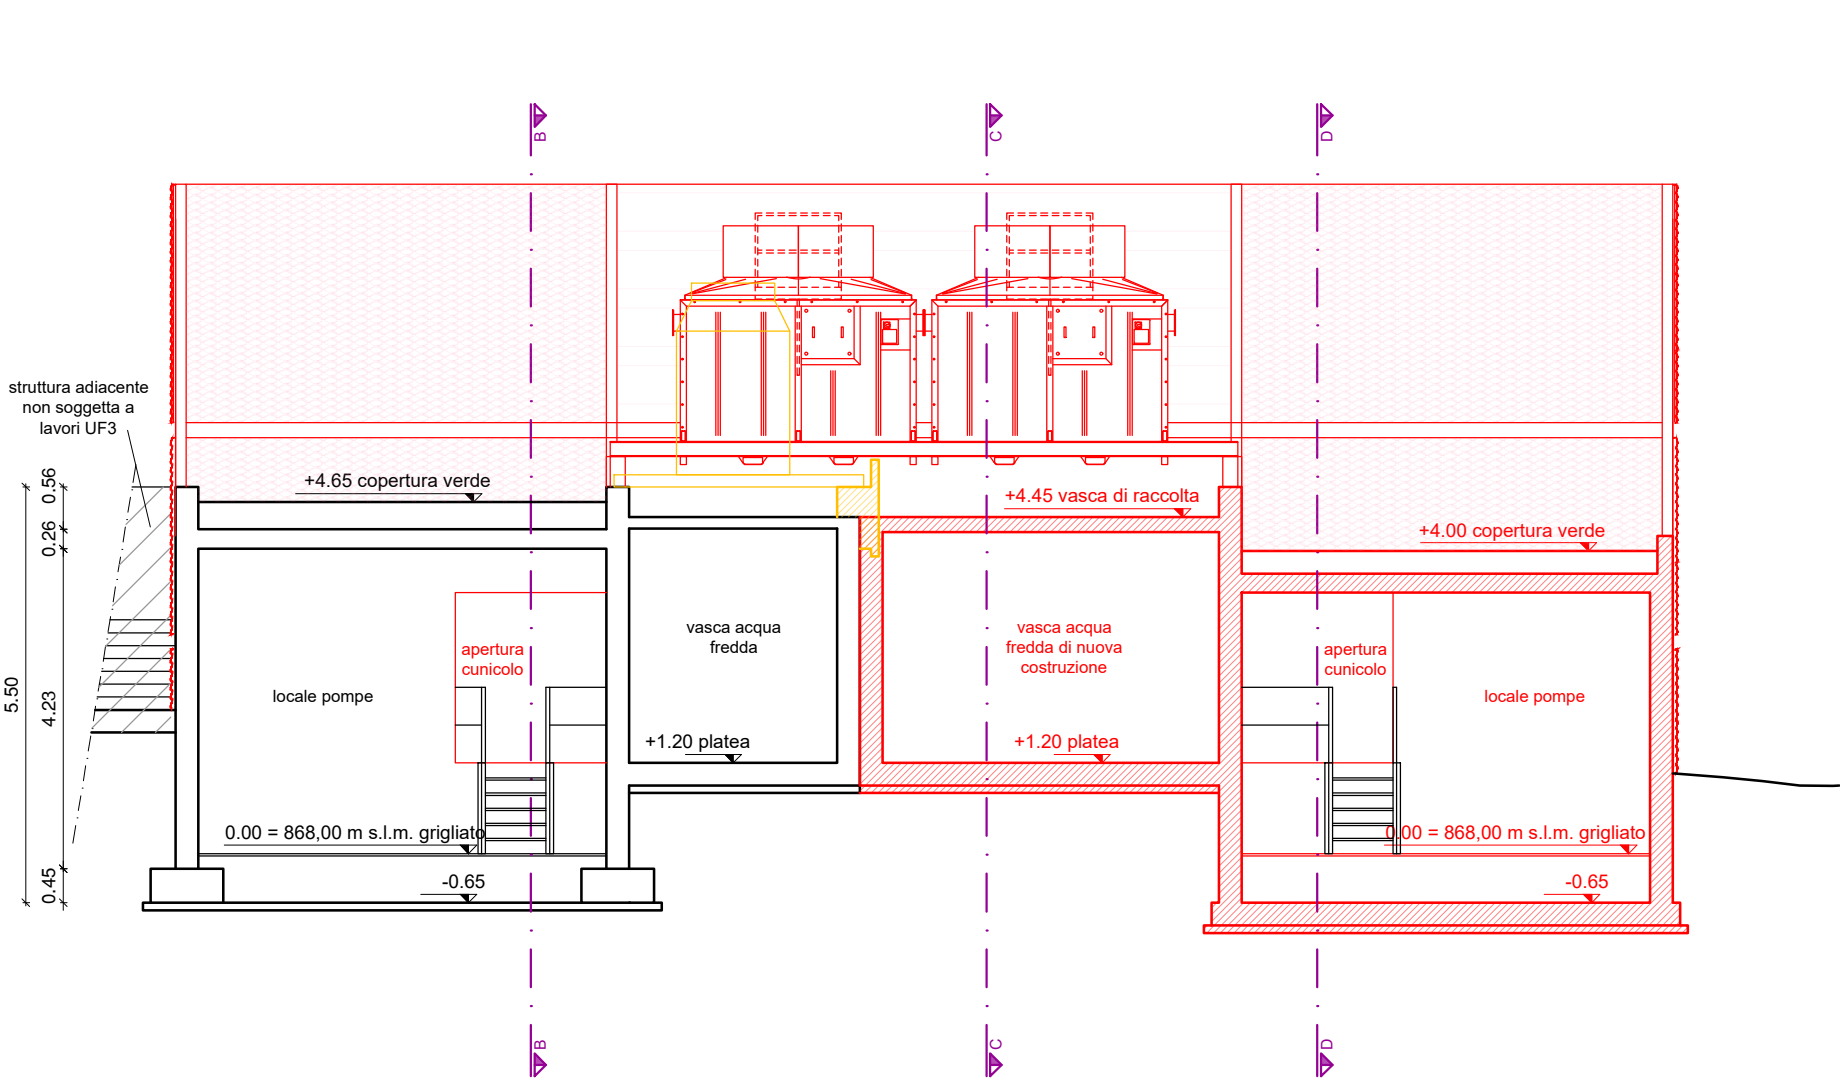 B
C
D
struttura adiacente
non soggetta a
lavori UF3
+4.65 copertura verde
+4.45 vasca di raccolta
+4.00 copertura verde
0.56
0.26
4.23
0.45
5.50
apertura
cunicolo
locale pompe
vasca acqua
fredda
vasca acqua
fredda di nuova
costruzione
apertura
cunicolo
locale pompe
+1.20 platea
+1.20 platea
0.00 = 868,00 m s.l.m. grigliato
0.00 = 868,00 m s.l.m. grigliato
-0.65
-0.65
B
C
D